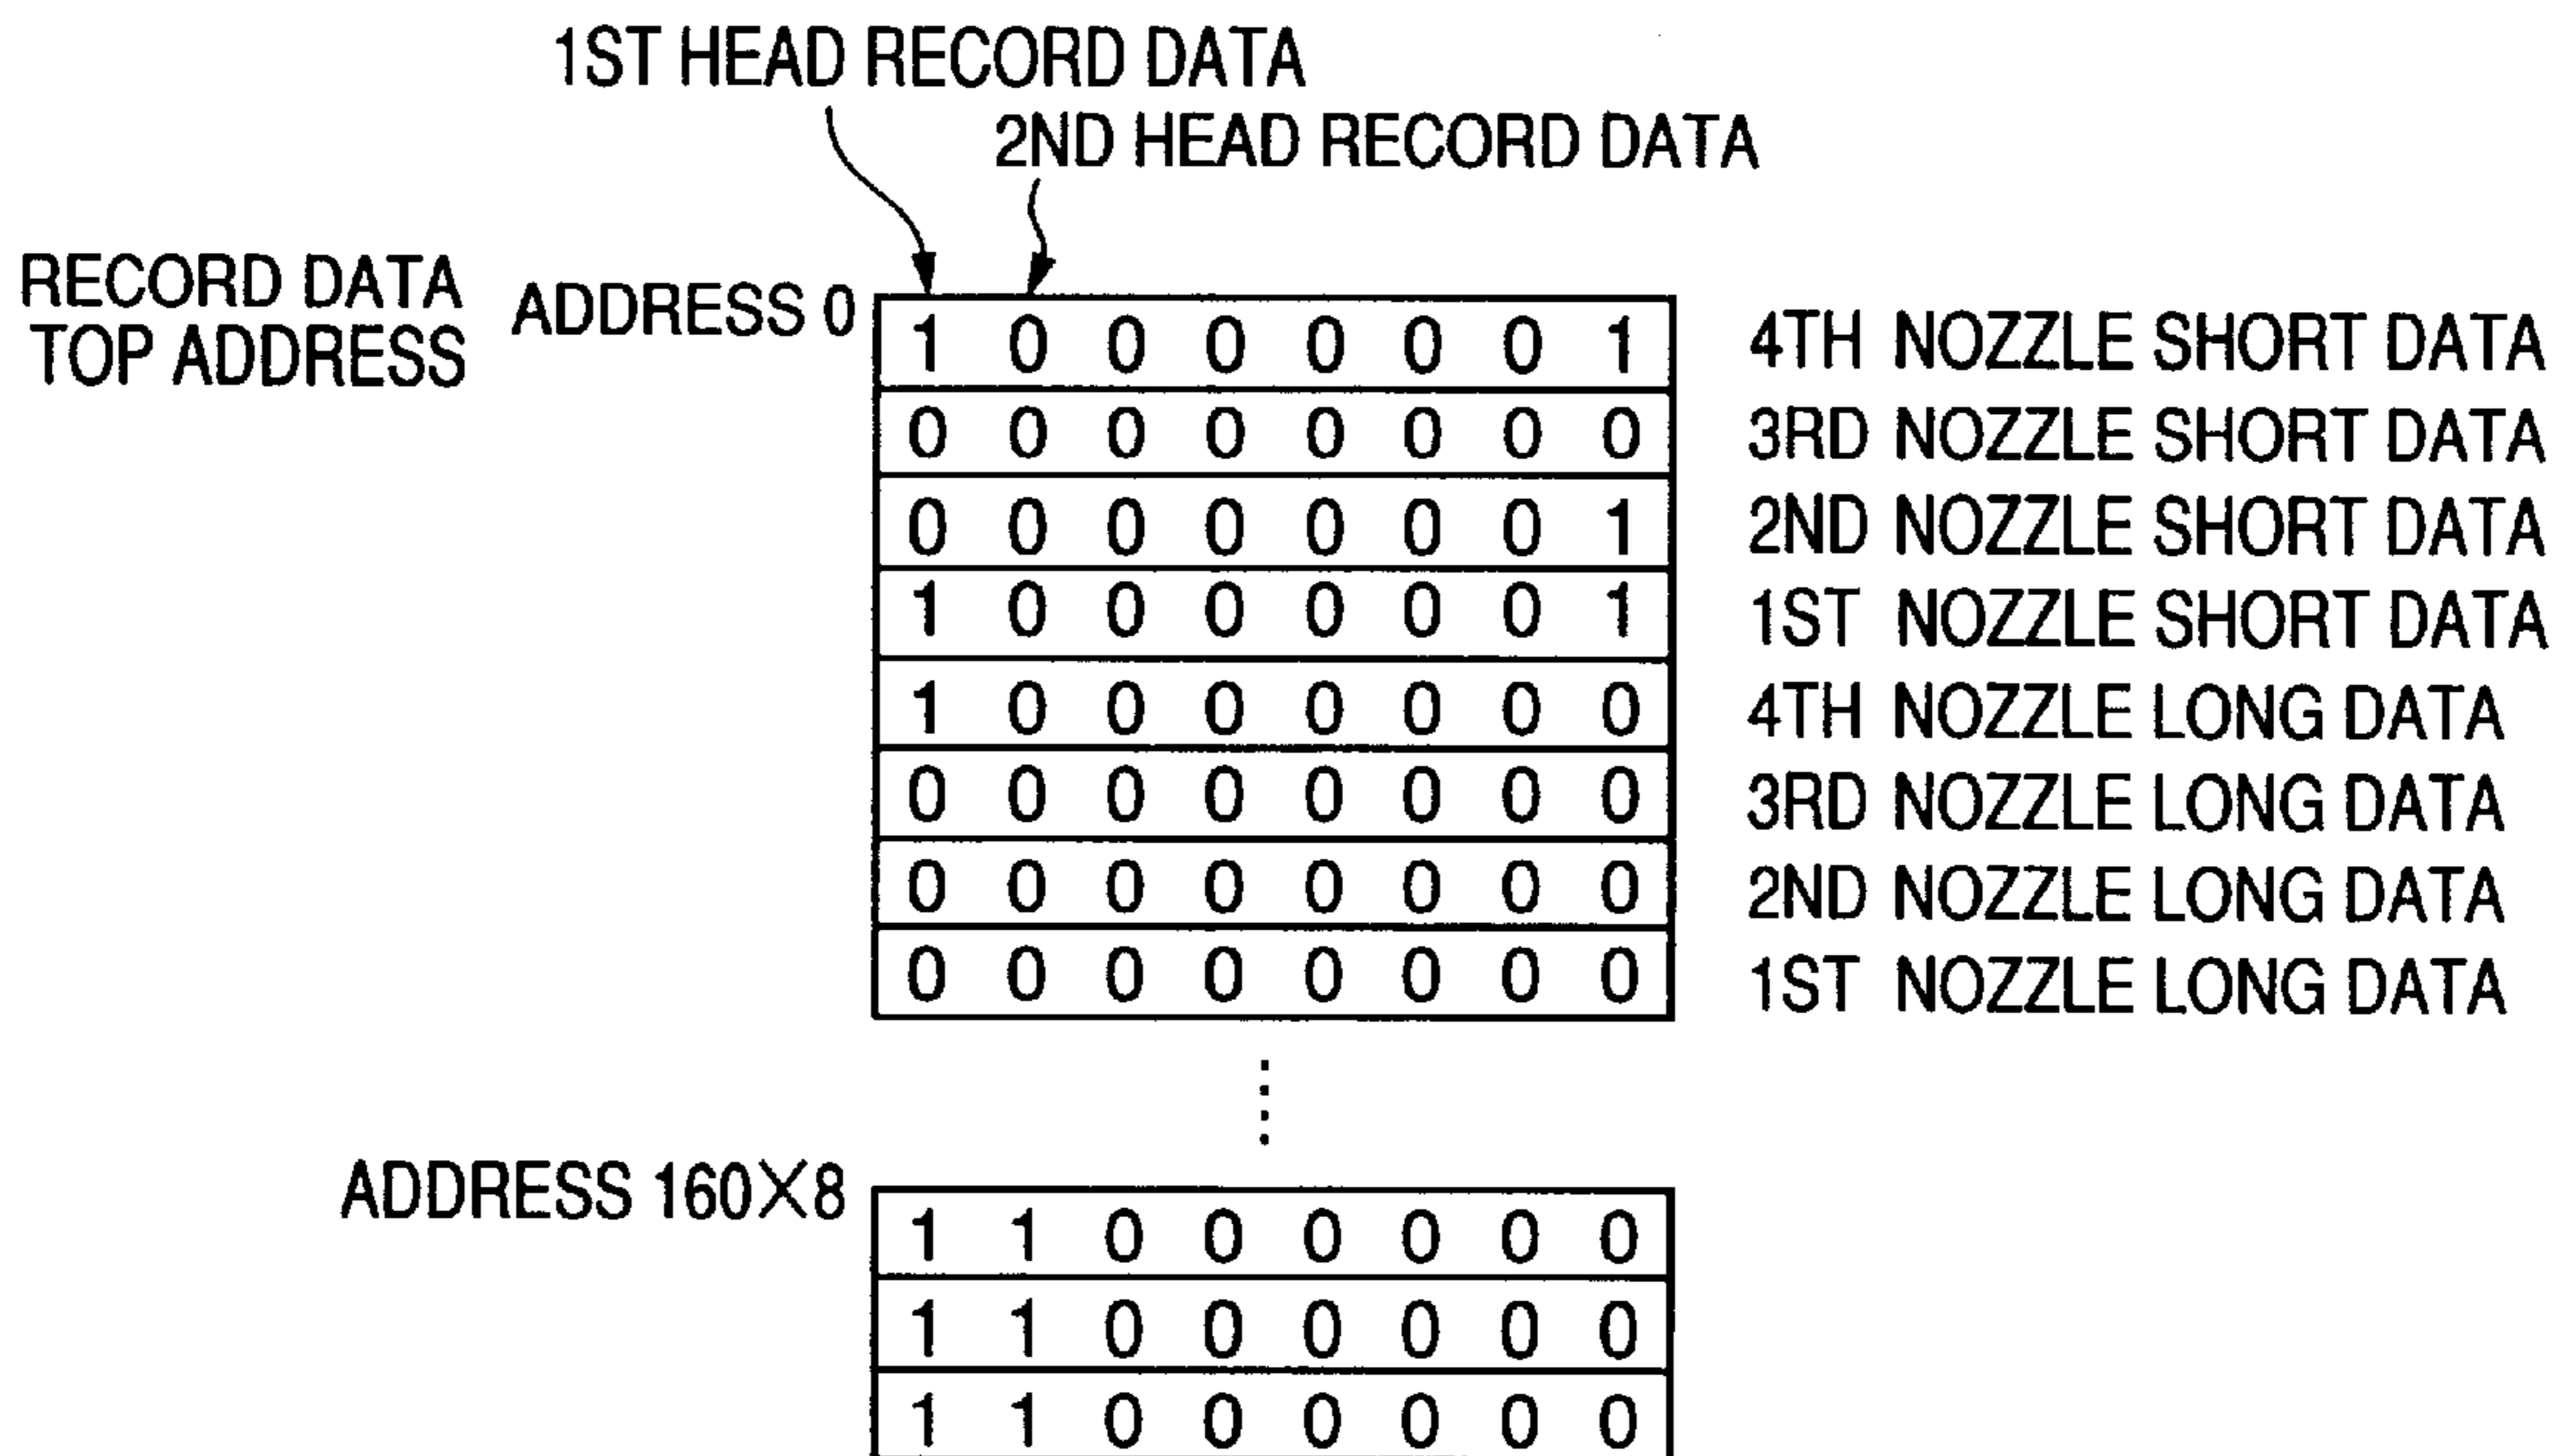 1ST HEAD RECORD DATA
2ND HEAD RECORD DATA
RECORD DATA
TOP ADDRESS
ADDRESS 0
1 0 0 0 0 0 0 1 4TH NOZZLE SHORT DATA
0 0 0 0 0 0 0 0 3RD NOZZLE SHORT DATA
0 0 0 0 0 0 0 1 2ND NOZZLE SHORT DATA
1 0 0 0 0 0 0 1 1ST NOZZLE SHORT DATA
1 0 0 0 0 0 0 0 4TH NOZZLE LONG DATA
0 0 0 0 0 0 0 0 3RD NOZZLE LONG DATA
0 0 0 0 0 0 0 0 2ND NOZZLE LONG DATA
0 0 0 0 0 0 0 0 1ST NOZZLE LONG DATA
ADDRESS 160×8
1 1 0 0 0 0 0 0
1 1 0 0 0 0 0 0
1 1 0 0 0 0 0 0